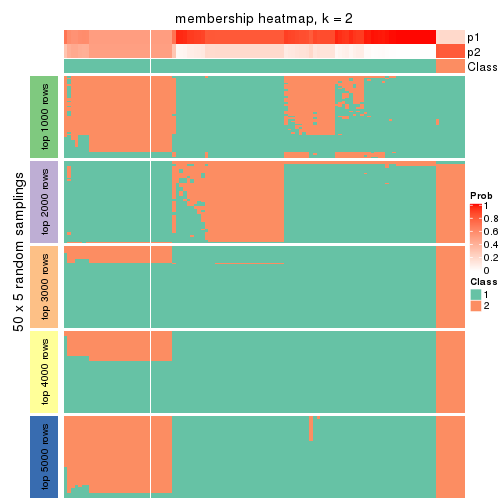 membership heatmap, k = 2
p1
p2
Class
50 x 5 random samplings
top 1000 rows
top 2000 rows
top 3000 rows
top 4000 rows
top 5000 rows
Prob
1
0.8
0.6
0.4
0.2
0
Class
1
2